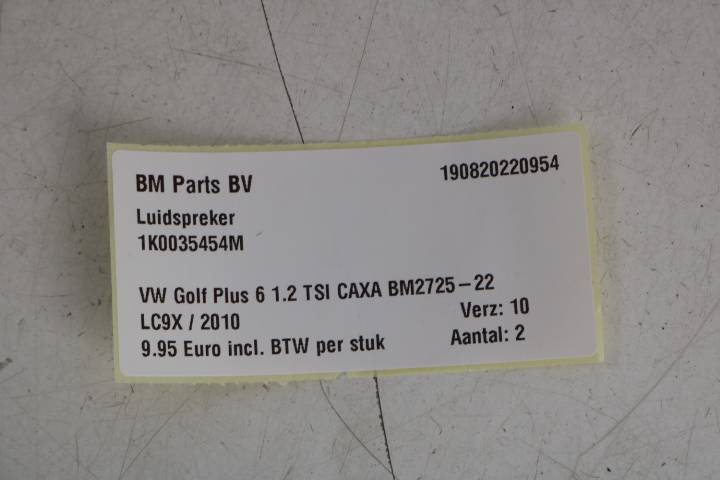 BM Parts BV 190820220954
Luidspreker
1K0035454M
VW Golf Plus 6 1.2 TSI CAXA BM2725-22
LC9X / 2010 Verz: 10
9.95 Euro incl. BTW per stuk Aantal: 2